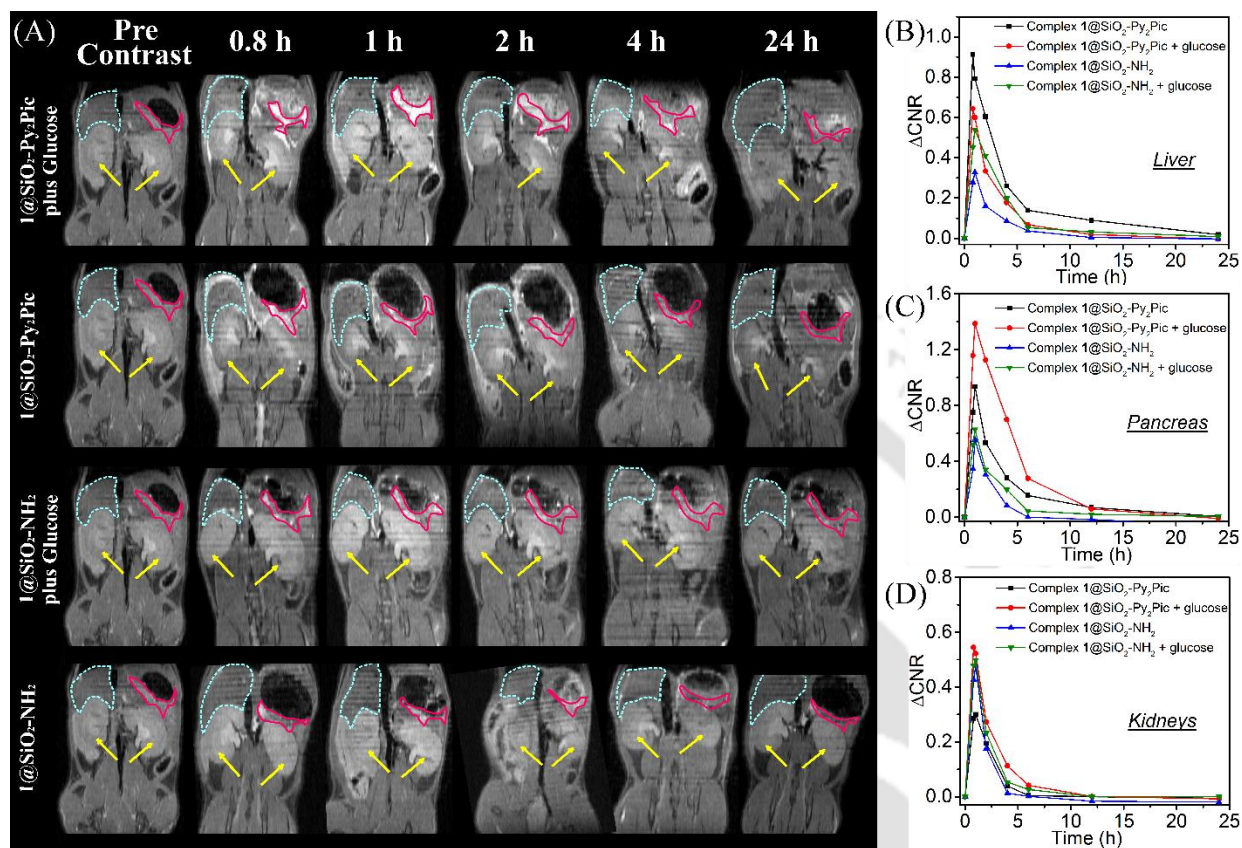 (A)
Pre
Contrast
0.8 h
1 h
2 h
4 h
24 h
1@SiO₂-Py₂Pic
plus Glucose
1@SiO₂-Py₂Pic
1@SiO₂-NH₂
plus Glucose
1@SiO₂-NH₂
(B)
1.0
0.8
0.6
0.4
0.2
0.0
ΔCNR
Complex 1@SiO₂-Py₂Pic
Complex 1@SiO₂-Py₂Pic + glucose
Complex 1@SiO₂-NH₂
Complex 1@SiO₂-NH₂ + glucose
Liver
0 5 10 15 20 25
Time (h)
(C)
1.6
1.2
0.8
0.4
0.0
ΔCNR
Complex 1@SiO₂-Py₂Pic
Complex 1@SiO₂-Py₂Pic + glucose
Complex 1@SiO₂-NH₂
Complex 1@SiO₂-NH₂ + glucose
Pancreas
0 5 10 15 20 25
Time (h)
(D)
0.8
0.6
0.4
0.2
0.0
ΔCNR
Complex 1@SiO₂-Py₂Pic
Complex 1@SiO₂-Py₂Pic + glucose
Complex 1@SiO₂-NH₂
Complex 1@SiO₂-NH₂ + glucose
Kidneys
0 5 10 15 20 25
Time (h)